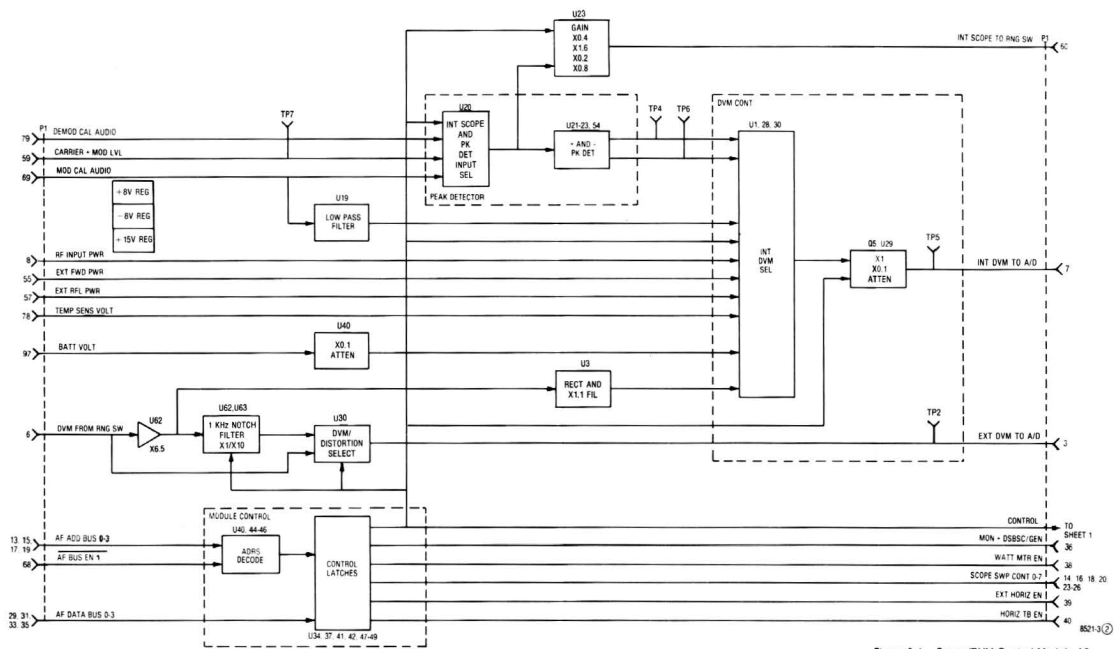 U23
GAIN
X0.4
X1.6
X0.2
X0.8
INT SCOPE TO RNG SW
P1
60
DVM CONT
U20
INT SCOPE
AND
PK
DET
INPUT
SEL
PEAK DETECTOR
U21-23, 54
+ AND -
PK DET
TP4
TP6
TP7
P1
79
DEMOD CAL AUDIO
59
CARRIER + MOD LVL
69
MOD CAL AUDIO
+8V REG
-8V REG
+15V REG
U19
LOW PASS
FILTER
U1, 28, 30
INT
DVM
SEL
Q5, U29
X1
X0.1
ATTEN
TP5
INT DVM TO A/D
7
8
RF INPUT PWR
55
EXT FWD PWR
57
EXT RFL PWR
78
TEMP SENS VOLT
97
BATT VOLT
U40
X0.1
ATTEN
U3
RECT AND
X1.1 FIL
6
DVM FROM RNG SW
U62
X6.5
U62, U63
1 KHz NOTCH
FILTER
X1/X10
U30
DVM/
DISTORTION
SELECT
TP2
EXT DVM TO A/D
3
MODULE CONTROL
13, 15,
17, 19
AF ADD BUS 0-3
68
AF BUS EN 1
U40, 44-46
ADRS
DECODE
CONTROL
LATCHES
29, 31,
33, 35
AF DATA BUS 0-3
U34, 37, 41, 42, 47-49
CONTROL
TO
SHEET 1
MON + DSBSC/GEN
36
WATT MTR EN
38
SCOPE SWP CONT 0-7
14, 16, 18, 20,
23-26
EXT HORIZ EN
39
HORIZ TB EN
P1
40
8521-3 2